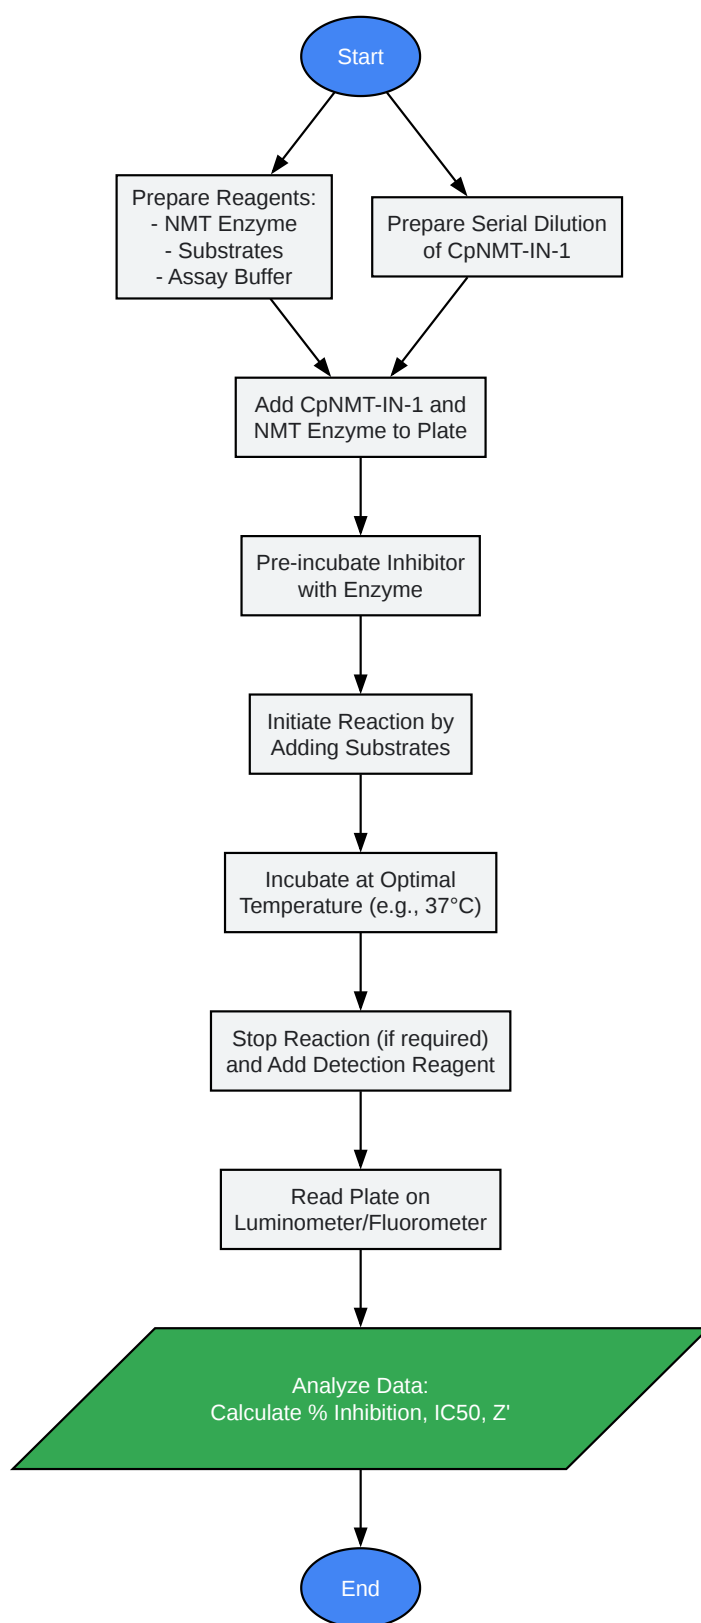 Start
Prepare Reagents:
- NMT Enzyme
- Substrates
- Assay Buffer
Prepare Serial Dilution
of CpNMT-IN-1
Add CpNMT-IN-1 and
NMT Enzyme to Plate
Pre-incubate Inhibitor
with Enzyme
Initiate Reaction by
Adding Substrates
Incubate at Optimal
Temperature (e.g., 37°C)
Stop Reaction (if required)
and Add Detection Reagent
Read Plate on
Luminometer/Fluorometer
Analyze Data:
Calculate % Inhibition, IC50, Z'
End